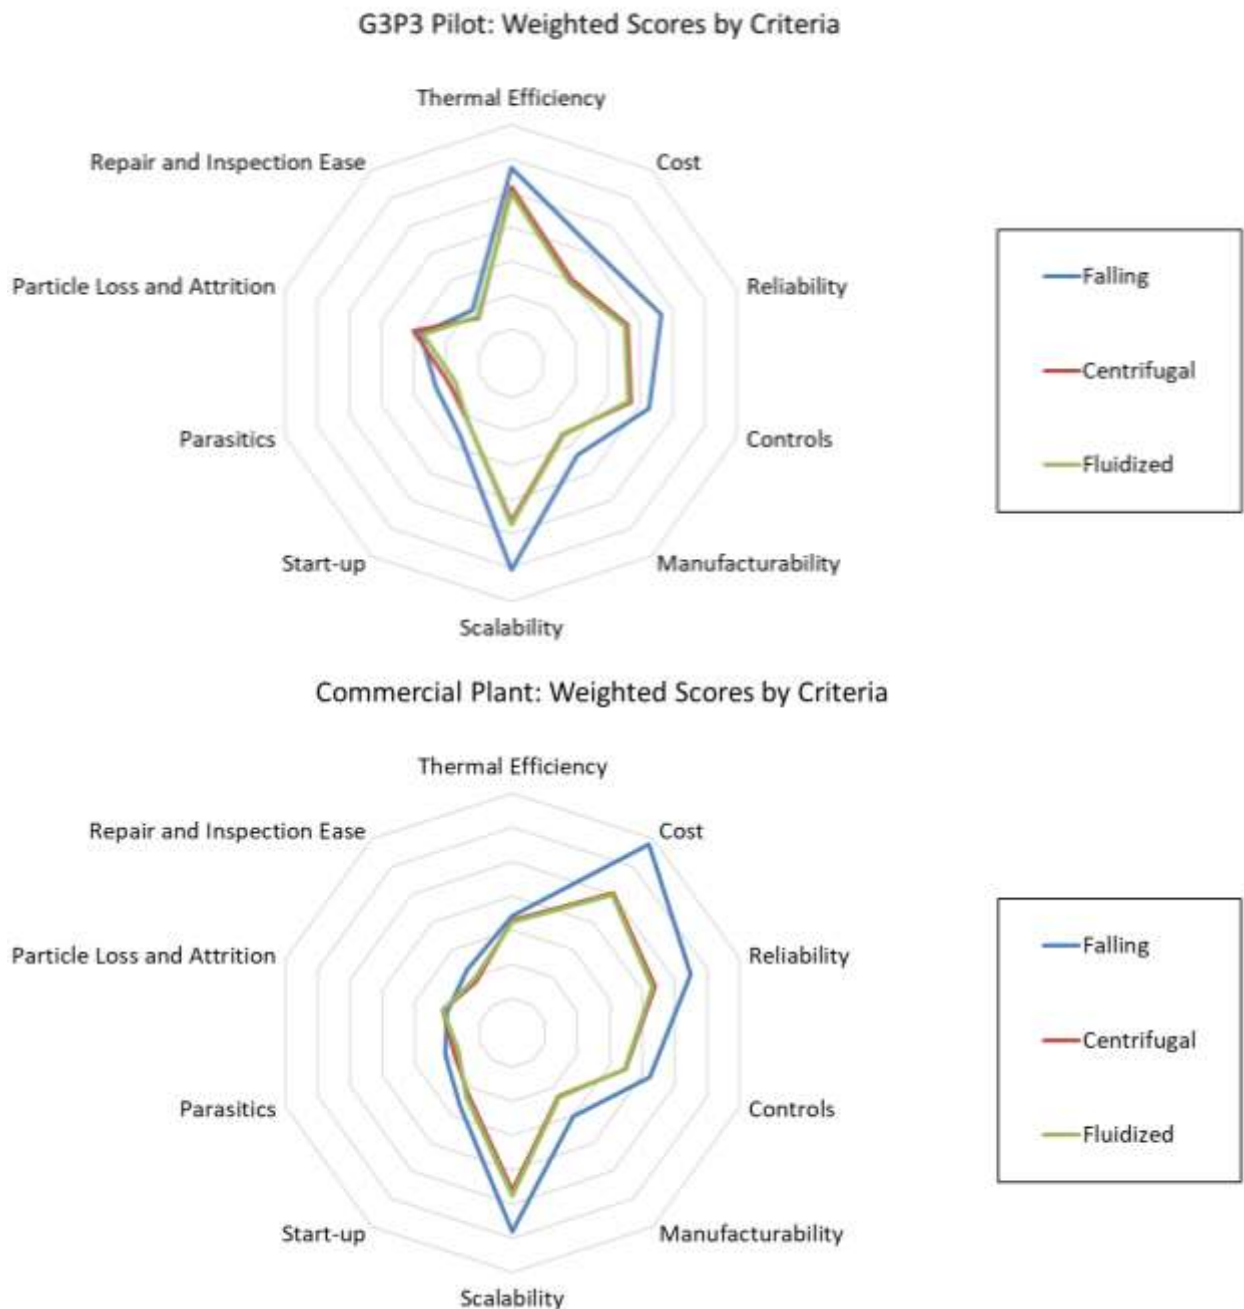 G3P3 Pilot: Weighted Scores by Criteria
Thermal Efficiency
Repair and Inspection Ease
Cost
Particle Loss and Attrition
Reliability
Falling
Centrifugal
Parasitics
Controls
Fluidized
Start-up
Manufacturability
Scalability
Commercial Plant: Weighted Scores by Criteria
Thermal Efficiency
Repair and Inspection Ease
Cost
Particle Loss and Attrition
Reliability
Falling
Centrifugal
Parasitics
Controls
Fluidized
Start-up
Manufacturability
Scalability